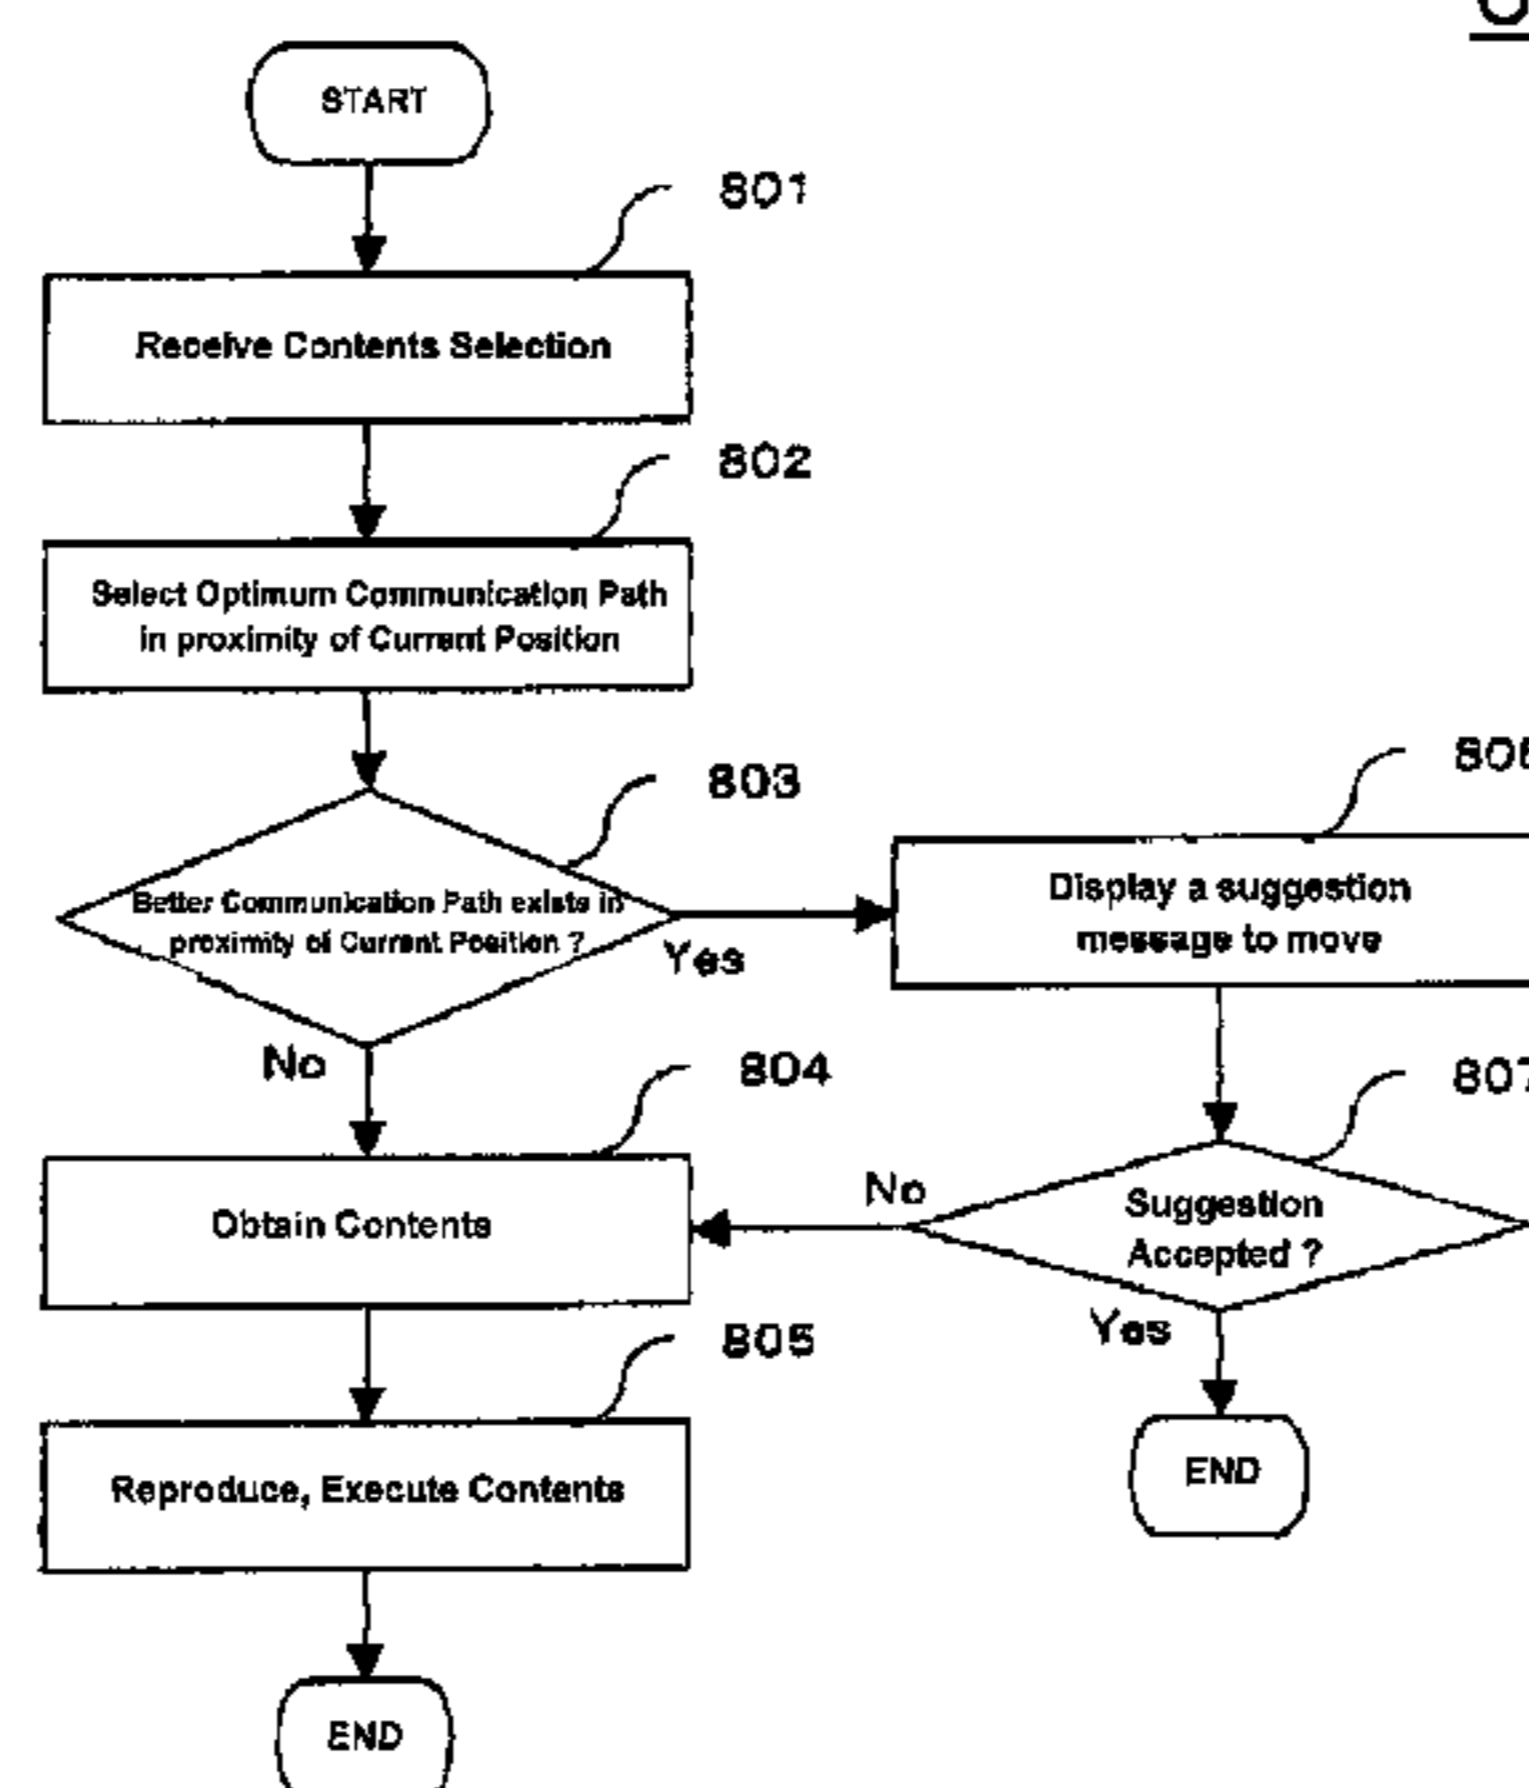 START
801
Receive Contents Selection
802
Select Optimum Communication Path
in proximity of Current Position
803
Better Communication Path exists in
proximity of Current Position ?
Yes
No
806
Display a suggestion
message to move
807
Suggestion
Accepted ?
No
Yes
END
804
Obtain Contents
805
Reproduce, Execute Contents
END